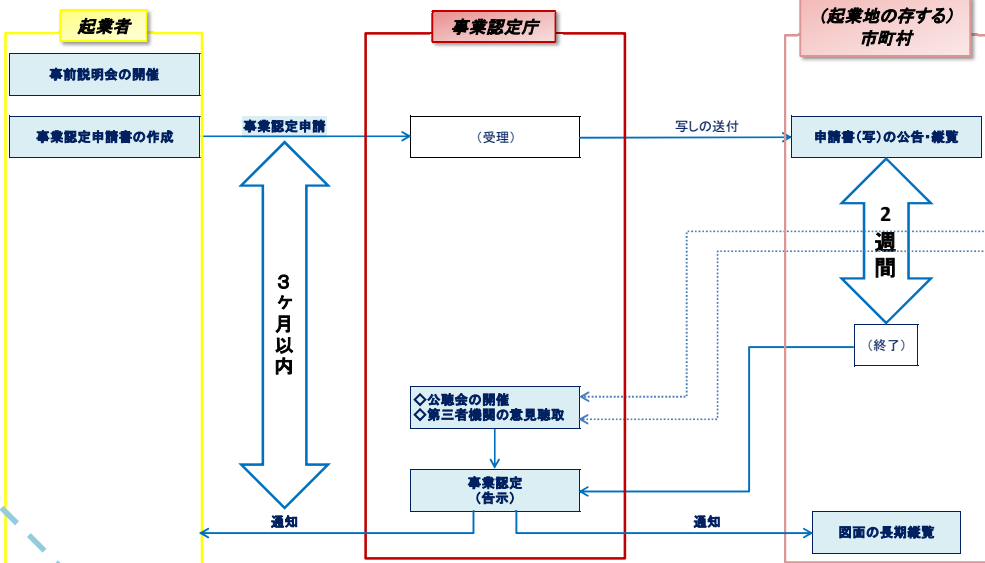 起業者
事業認定庁
(起業地の存する)
市町村
事前説明会の開催
事業認定申請書の作成
事業認定申請
(受理)
写しの送付
申請書(写)の公告・縦覧
2
週
間
3
ヶ
月
以
内
(終了)
◇公聴会の開催
◇第三者機関の意見聴取
事業認定
(告示)
通知
通知
図面の長期縦覧